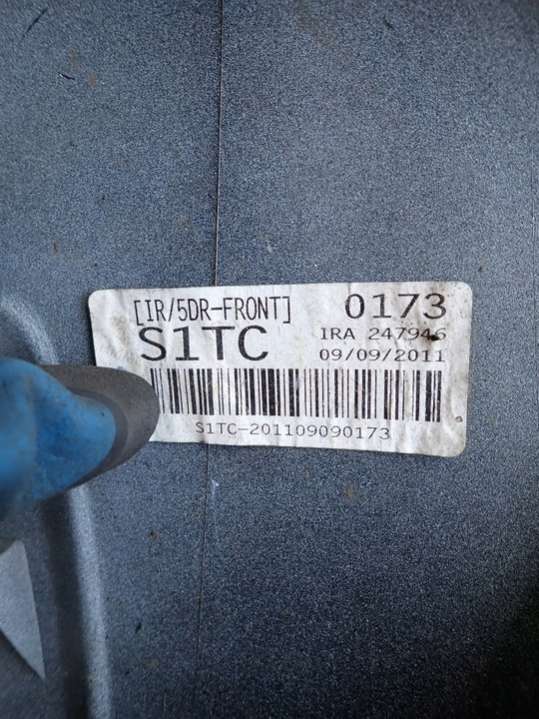 [IR/5DR-FRONT] 0173
S1TC IRA 247946
09/09/2011
S1TC-201109090173